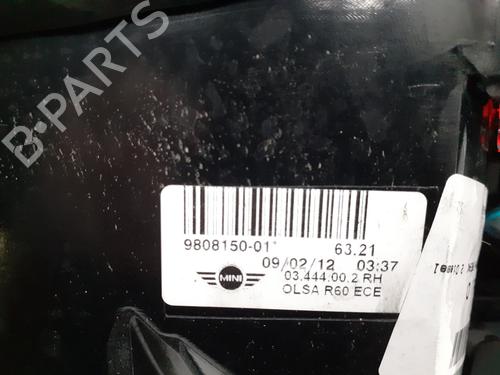 B-PARTS
9808150-01 63.21
09/02/12 03:37
MINI
03.444.00.2 RH
OLSA R60 ECE